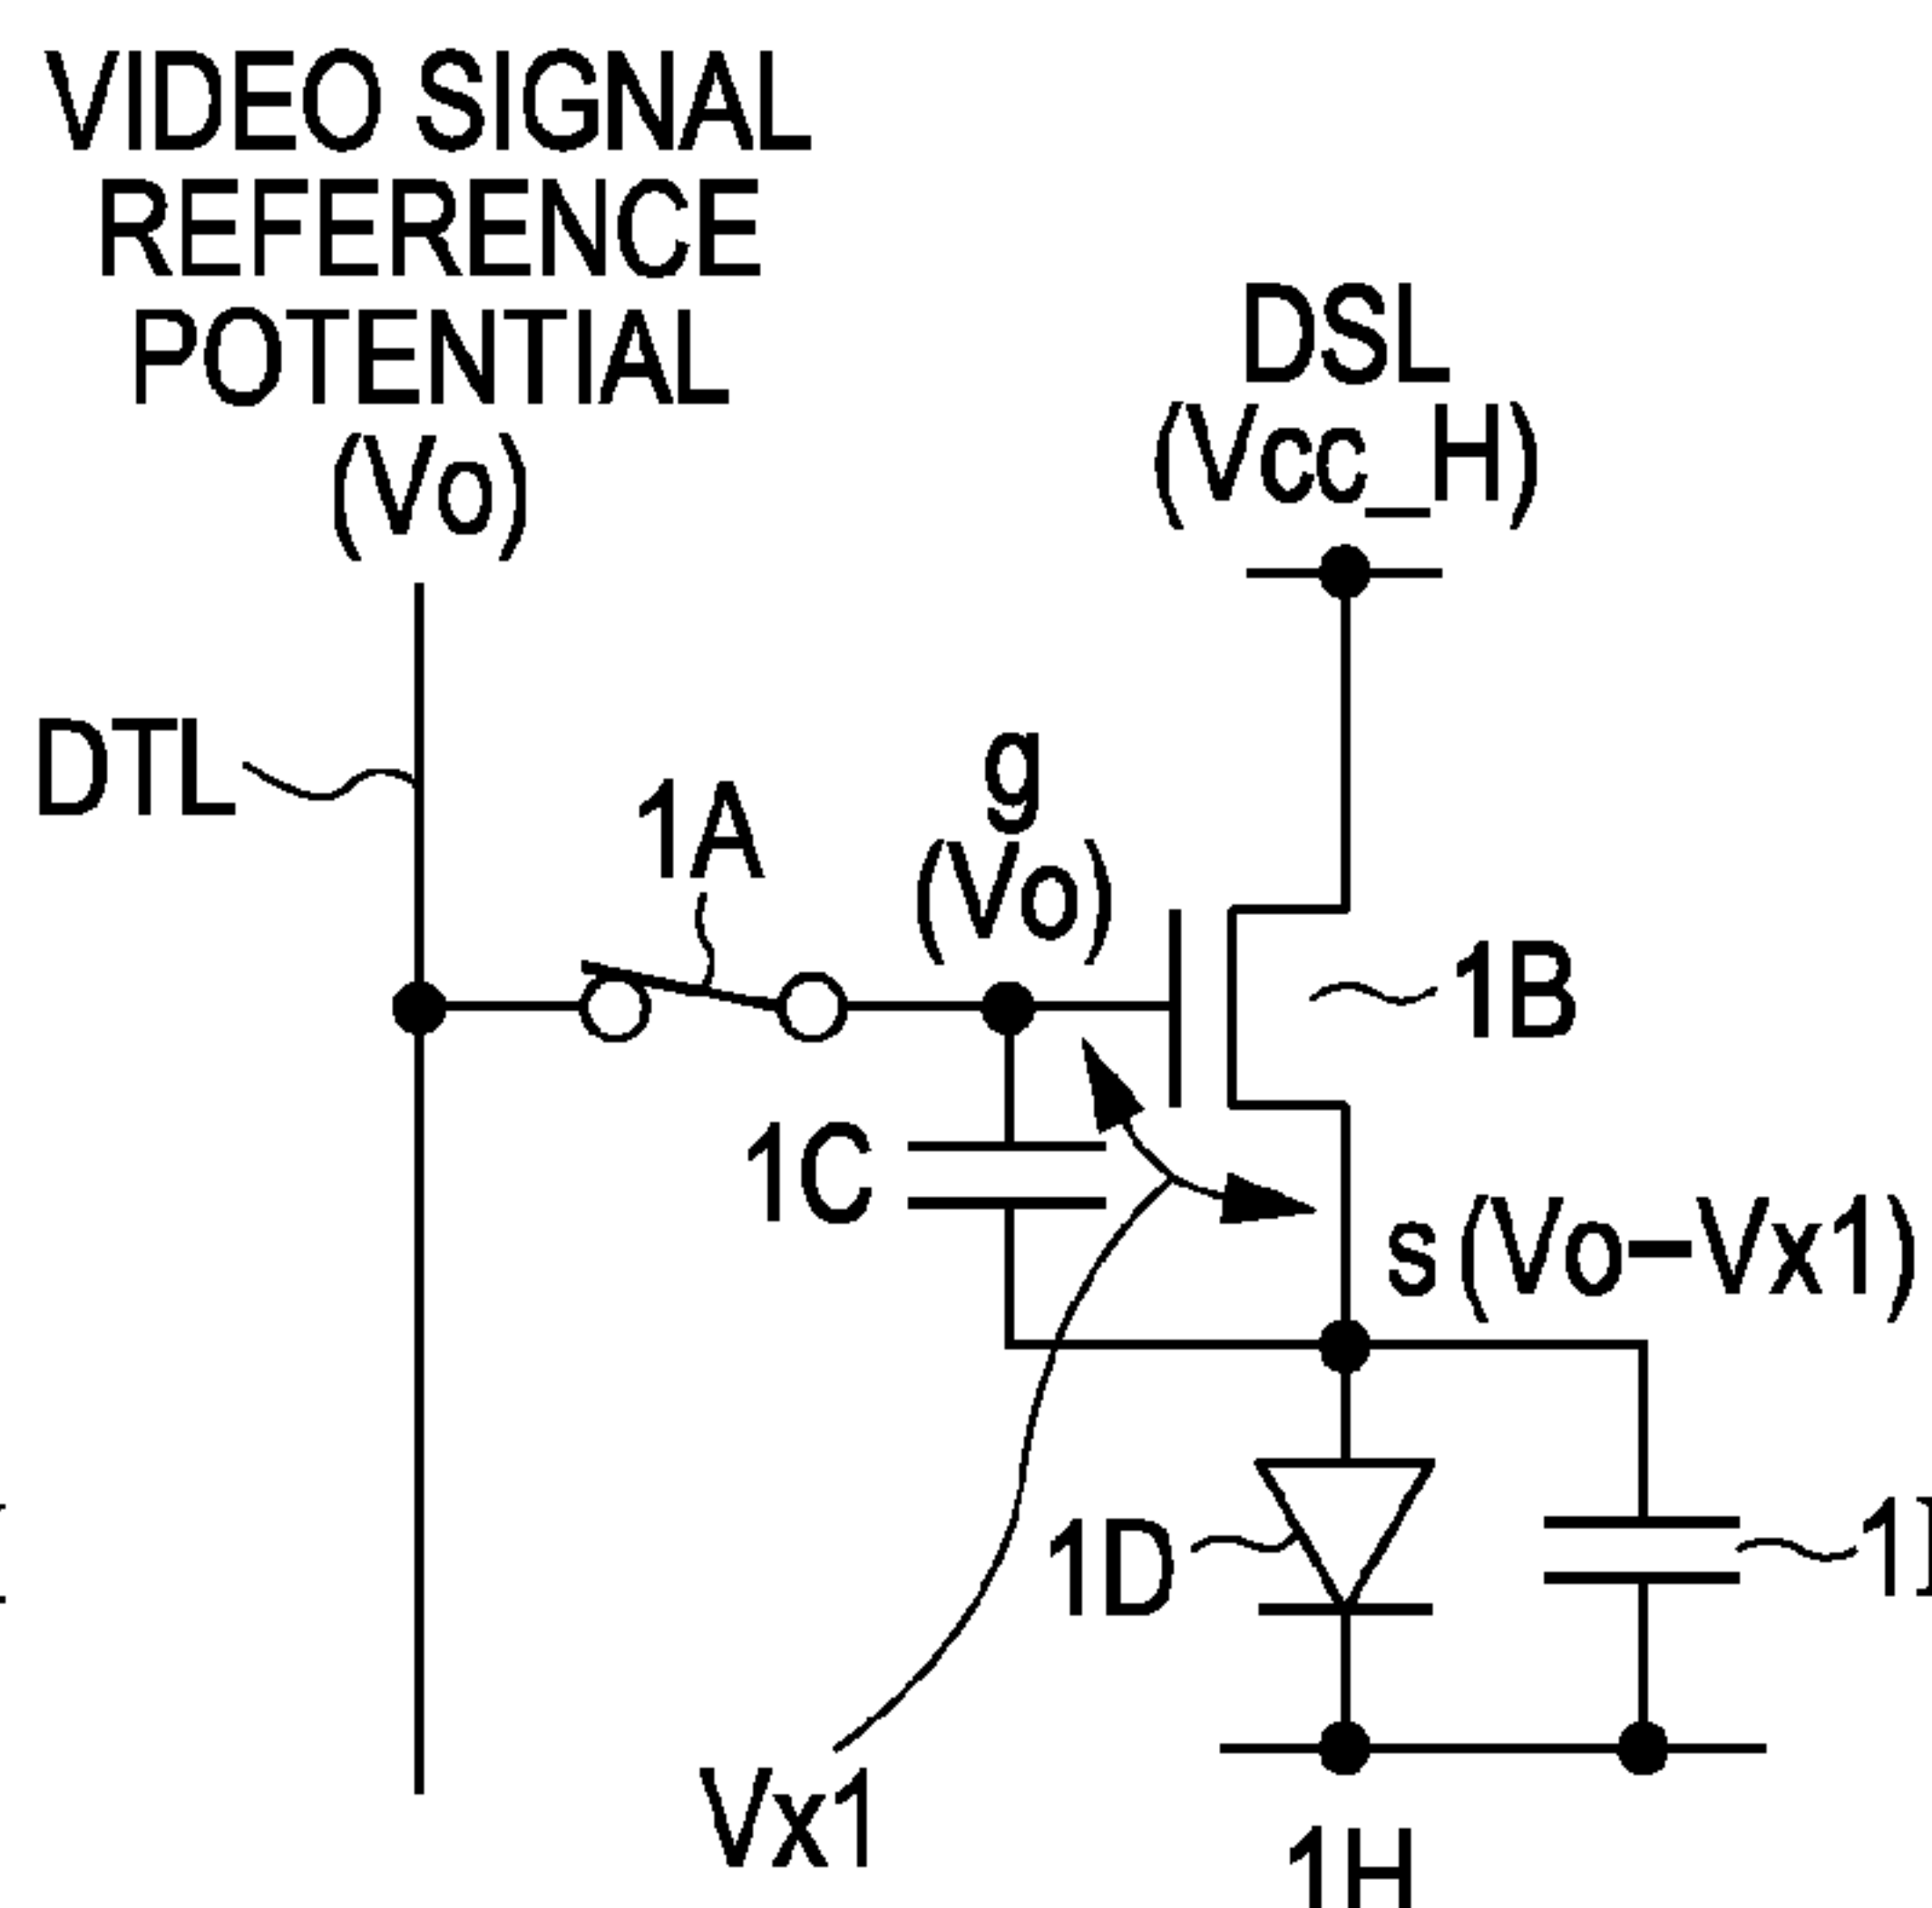 VIDEO SIGNAL
REFERENCE
POTENTIAL
(Vo)
DSL
(Vcc_H)
DTL
1A
g
(Vo)
1B
1C
s (Vo−Vx1)
1D
Vx1
1H